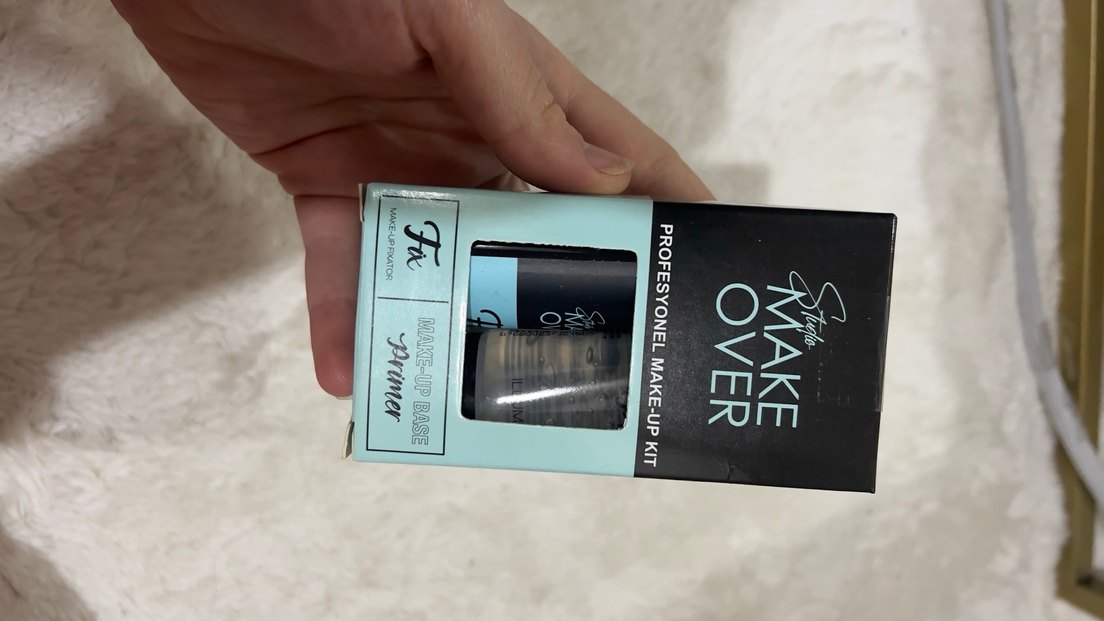 Studio
MAKE
OVER
PROFESYONEL MAKE-UP KIT
Fix
MAKE-UP FIXATOR
MAKE-UP BASE
Primer